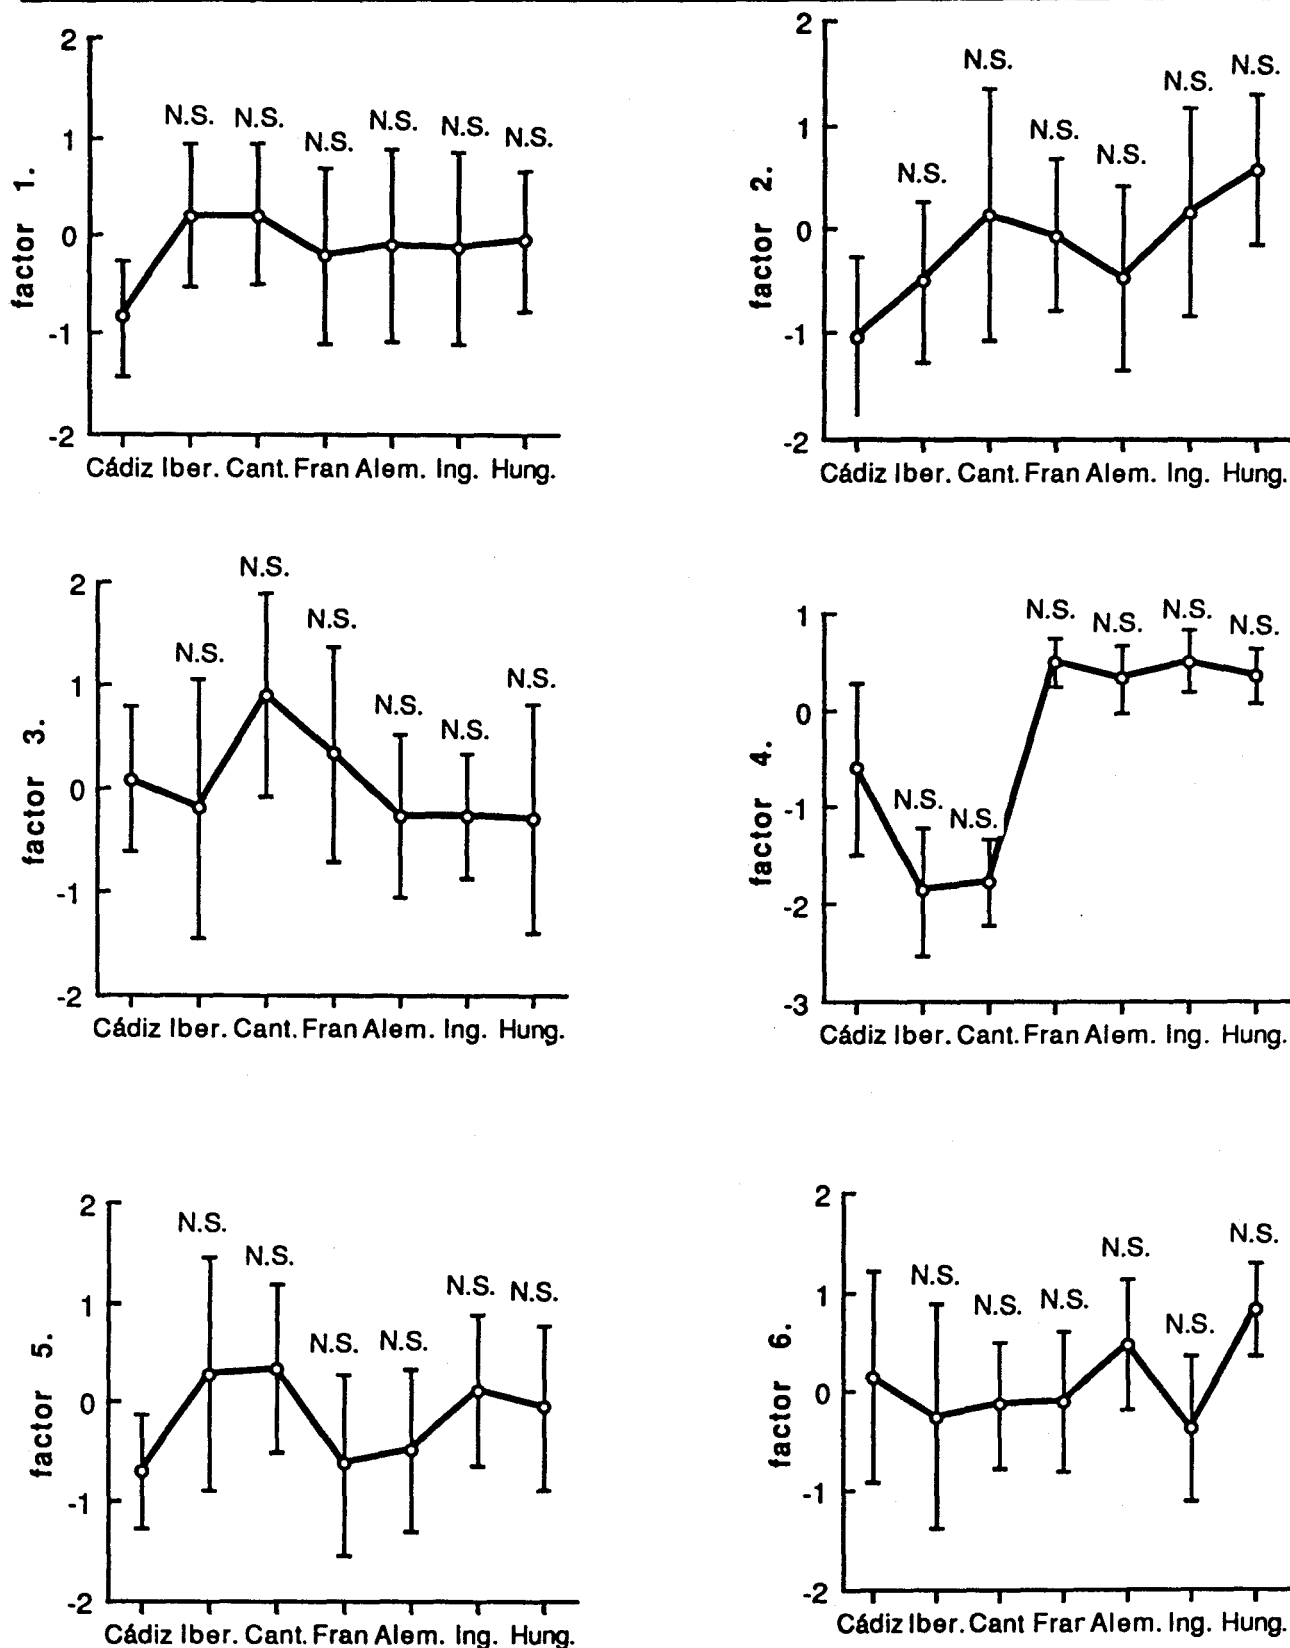 2
N.S. N.S. N.S. N.S. N.S. N.S.
1
0
-1
-2
factor 1.
Cádiz Iber. Cant. Fran Alem. Ing. Hung.
2
N.S. N.S. N.S. N.S. N.S. N.S.
1
0
-1
-2
factor 2.
Cádiz Iber. Cant. Fran Alem. Ing. Hung.
2
N.S. N.S. N.S. N.S. N.S. N.S.
1
0
-1
-2
factor 3.
Cádiz Iber. Cant. Fran Alem. Ing. Hung.
1
N.S. N.S. N.S. N.S. N.S. N.S.
0
-1
-2
-3
factor 4.
Cádiz Iber. Cant. Fran Alem. Ing. Hung.
2
N.S. N.S. N.S. N.S. N.S. N.S.
1
0
-1
-2
factor 5.
Cádiz Iber. Cant. Fran Alem. Ing. Hung.
2
N.S. N.S. N.S. N.S. N.S. N.S.
1
0
-1
-2
factor 6.
Cádiz Iber. Cant Frar Alem. Ing. Hung.